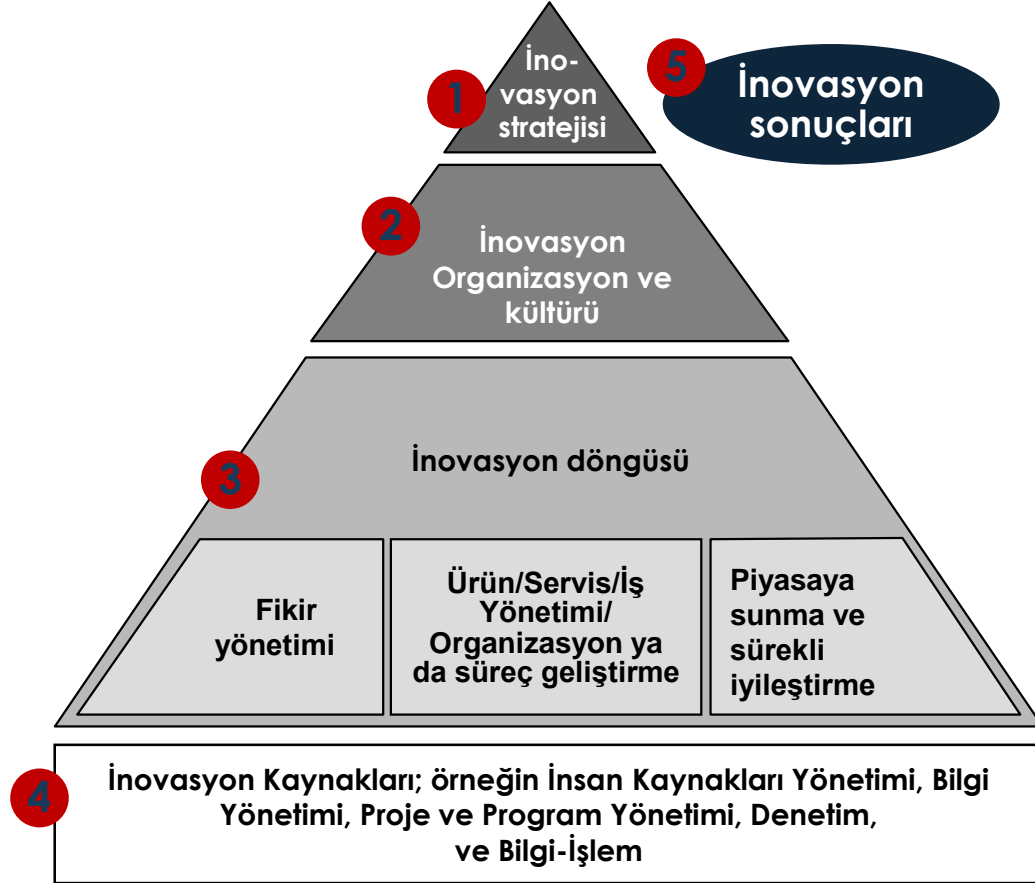 1
İno-
vasyon
stratejisi
5
İnovasyon
sonuçları
2
İnovasyon
Organizasyon ve
kültürü
3
İnovasyon döngüsü
Fikir
yönetimi
Ürün/Servis/İş
Yönetimi/
Organizasyon ya
da süreç geliştirme
Piyasaya
sunma ve
sürekli
iyileştirme
4
İnovasyon Kaynakları; örneğin İnsan Kaynakları Yönetimi, Bilgi
Yönetimi, Proje ve Program Yönetimi, Denetim,
ve Bilgi-İşlem